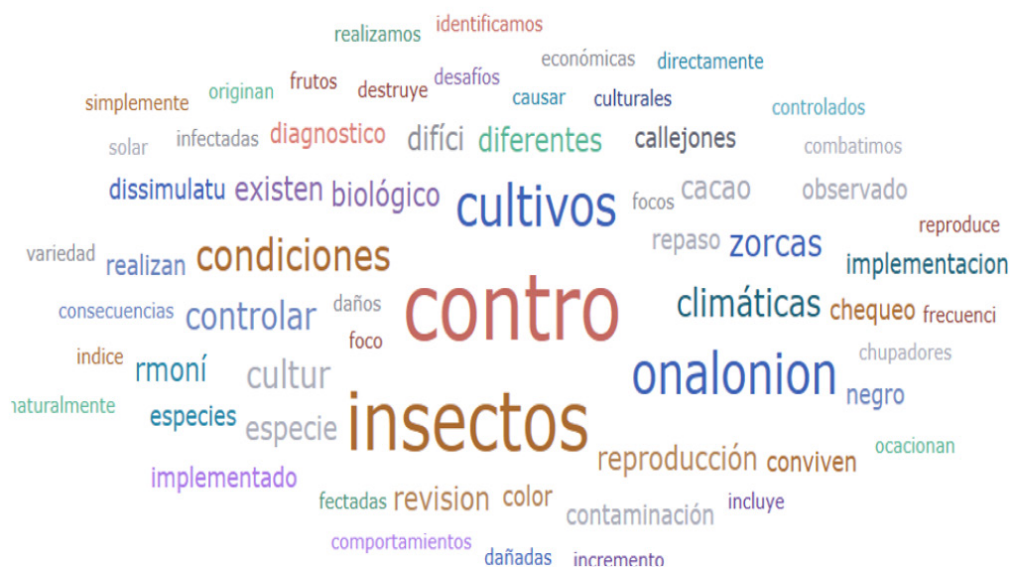 realizamos identificamos
económicas directamente
simplemente originan frutos destruye desafíos causar culturales controlados
solar infectadas diagnostico difíci diferentes callejones combatimos
dissimulatu existen biológico cultivos focos cacao observado
variedad realizan condiciones repaso zorcas reproduce
implementacion
consecuencias controlar daños contro climáticas chequeo frecuenci
indice rmoní foco onalonion chupadores
cultur negro
naturalmente especies especie insectos ocacionan
implementado reproducción conviven
fectadas revision color contaminación incluye
comportamientos dañadas incremento